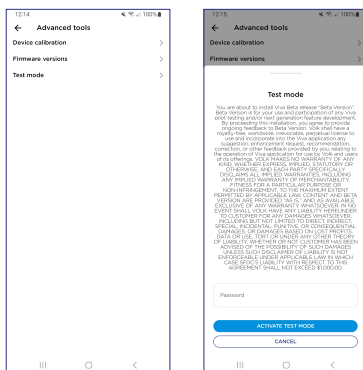 12:14
100%
Advanced tools
Device calibration
Firmware versions
Test mode
12:15
100%
Advanced tools
Device calibration
Firmware versions
Test mode
You are about to install Viva Beta release "Beta Version".
Beta Version is for your use and participation of any Viva
pilot testing and/or next generation feature development.
By proceeding this installation, you agree to provide
ongoing feedback to Beta Version. Volk shall have a
royalty-free, worldwide, irrevocable, perpetual license to
use and incorporate into the Viva application any
suggestion, enhancement request, recommendation,
correction, or other feedback provided by you relating to
the operation of Viva application for use by Volk and users
of its offerings. VOLK MAKES NO WARRANTY OF ANY
KIND, WHETHER EXPRESS, IMPLIED, STATUTORY OR
OTHERWISE, AND EACH PARTY SPECIFICALLY
DISCLAIMS ALL IMPLIED WARRANTIES, INCLUDING
ANY IMPLIED WARRANTY OF MERCHANTABILITY,
FITNESS FOR A PARTICULAR PURPOSE OR
NON-INFRINGEMENT, TO THE MAXIMUM EXTENT
PERMITTED BY APPLICABLE LAW. CONTENT AND BETA
VERSION ARE PROVIDED "AS IS," AND AS AVAILABLE
EXCLUSIVE OF ANY WARRANTY WHATSOEVER. IN NO
EVENT SHALL VOLK HAVE ANY LIABILITY HEREUNDER
TO CUSTOMER FOR ANY DAMAGES WHATSOEVER,
INCLUDING BUT NOT LIMITED TO DIRECT, INDIRECT,
SPECIAL, INCIDENTAL, PUNITIVE, OR CONSEQUENTIAL
DAMAGES, OR DAMAGES BASED ON LOST PROFITS,
DATA OR USE, TORT OR UNDER ANY OTHER THEORY
OF LIABILITY, WHETHER OR NOT CUSTOMER HAS BEEN
ADVISED OF THE POSSIBILITY OF SUCH DAMAGES
UNLESS SUCH DISCLAIMER OF LIABILITY IS NOT
ENFORCEABLE UNDER APPLICABLE LAW IN WHICH
CASE SFDC'S LIABILITY WITH RESPECT TO THIS
AGREEMENT SHALL NOT EXCEED $1,000.00.
Password
ACTIVATE TEST MODE
CANCEL